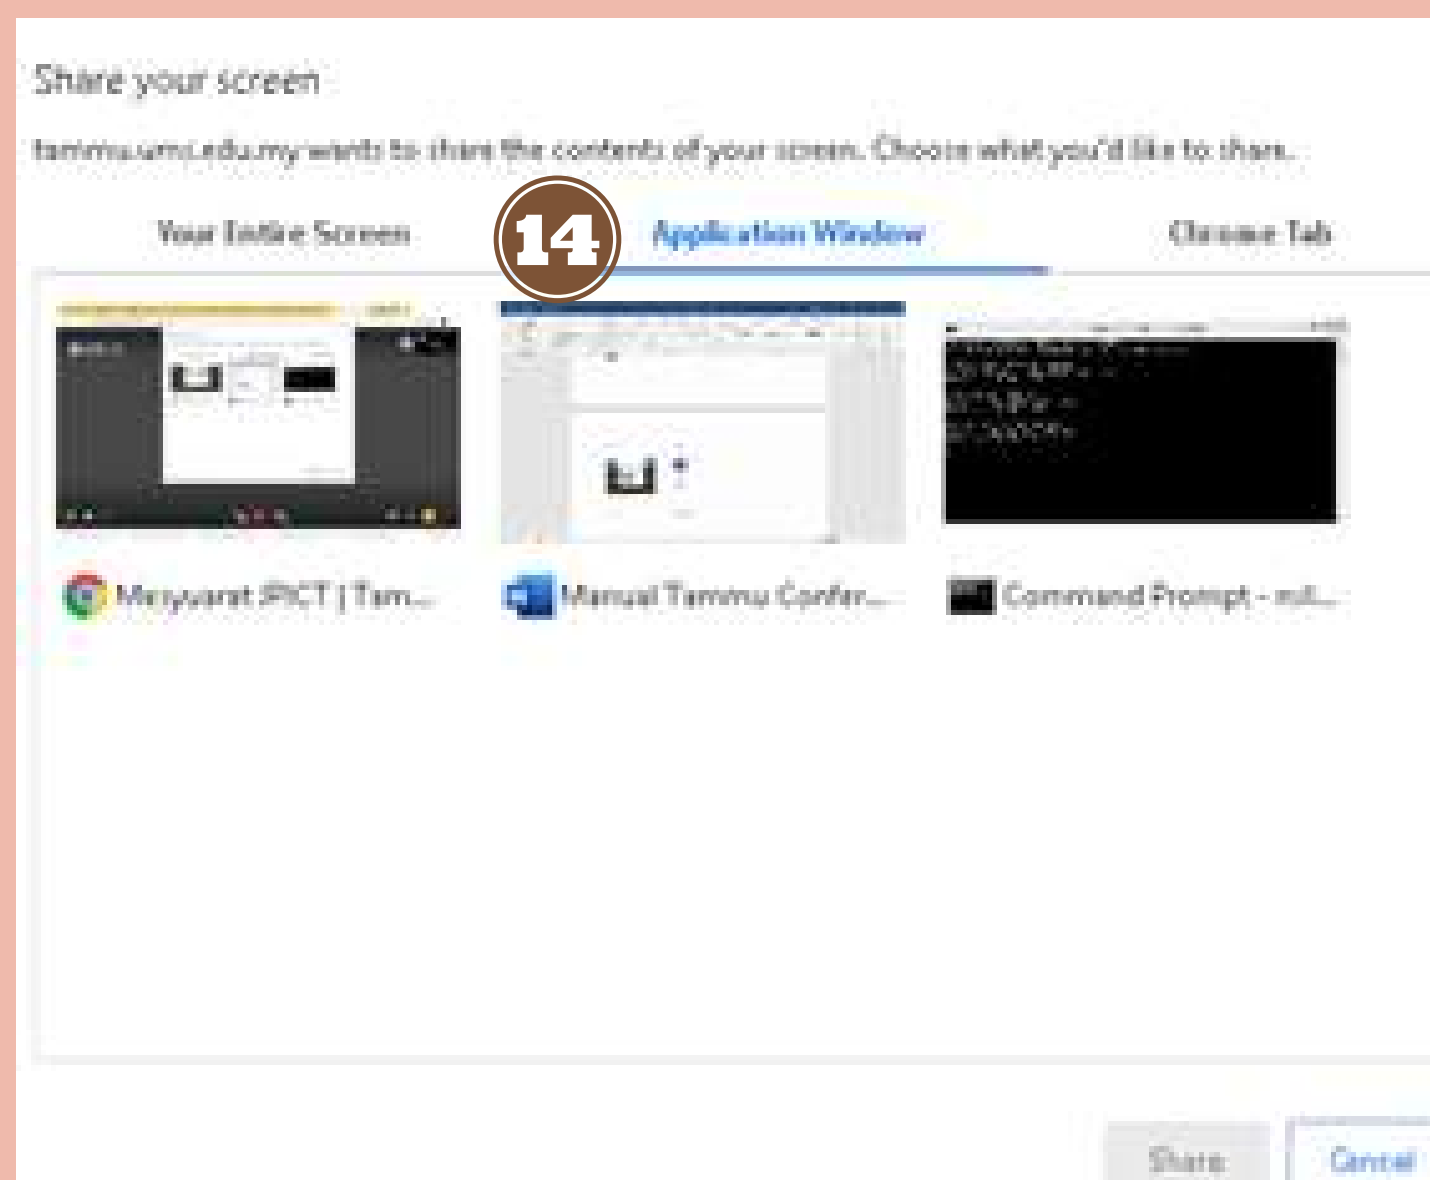 Share your screen
tammu.ums.edu.my wants to share the contents of your screen. Choose what you'd like to share.
Your Entire Screen
14
Application Window
Chrome Tab
Mesyuarat JPICT | Tam...
Manual Tammu Confer...
Command Prompt -
Share
Cancel